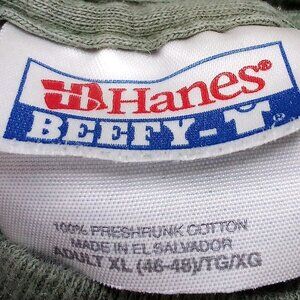 Hanes®
BEEFY-T®
100% PRESHRUNK COTTON
MADE IN EL SALVADOR
ADULT XL (46-48)/TG/XG